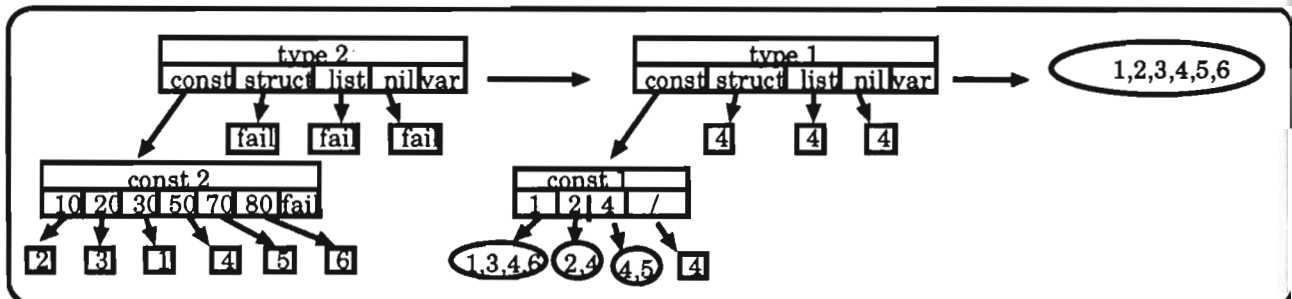 type 2
const struct list nil var
type 1
const struct list nil var
1,2,3,4,5,6
fail fail fail
4 4 4
const 2
10 20 30 50 70 80 fail
const 1
1 2 4 /
2 3 1 4 5 6
1,3,4,6 2,4 4,5 4